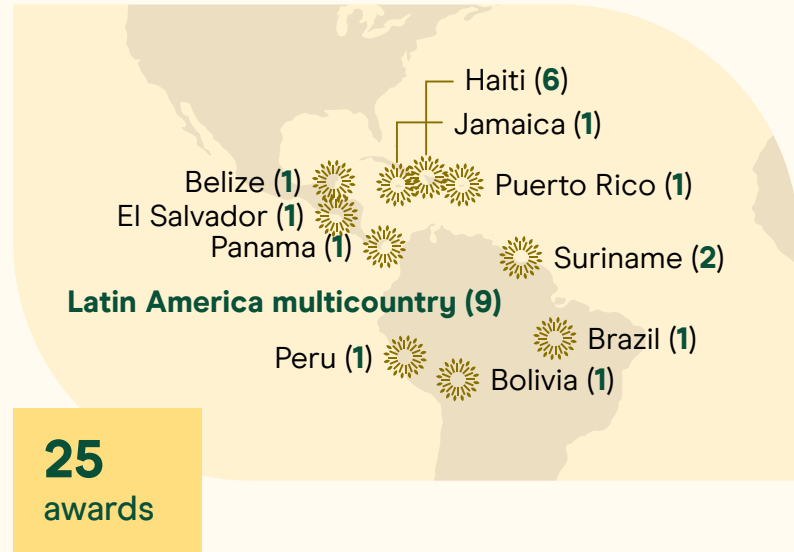 Haiti (6)
Jamaica (1)
Belize (1)
Puerto Rico (1)
El Salvador (1)
Panama (1)
Suriname (2)
Latin America multicountry (9)
Brazil (1)
Peru (1)
Bolivia (1)
25
awards